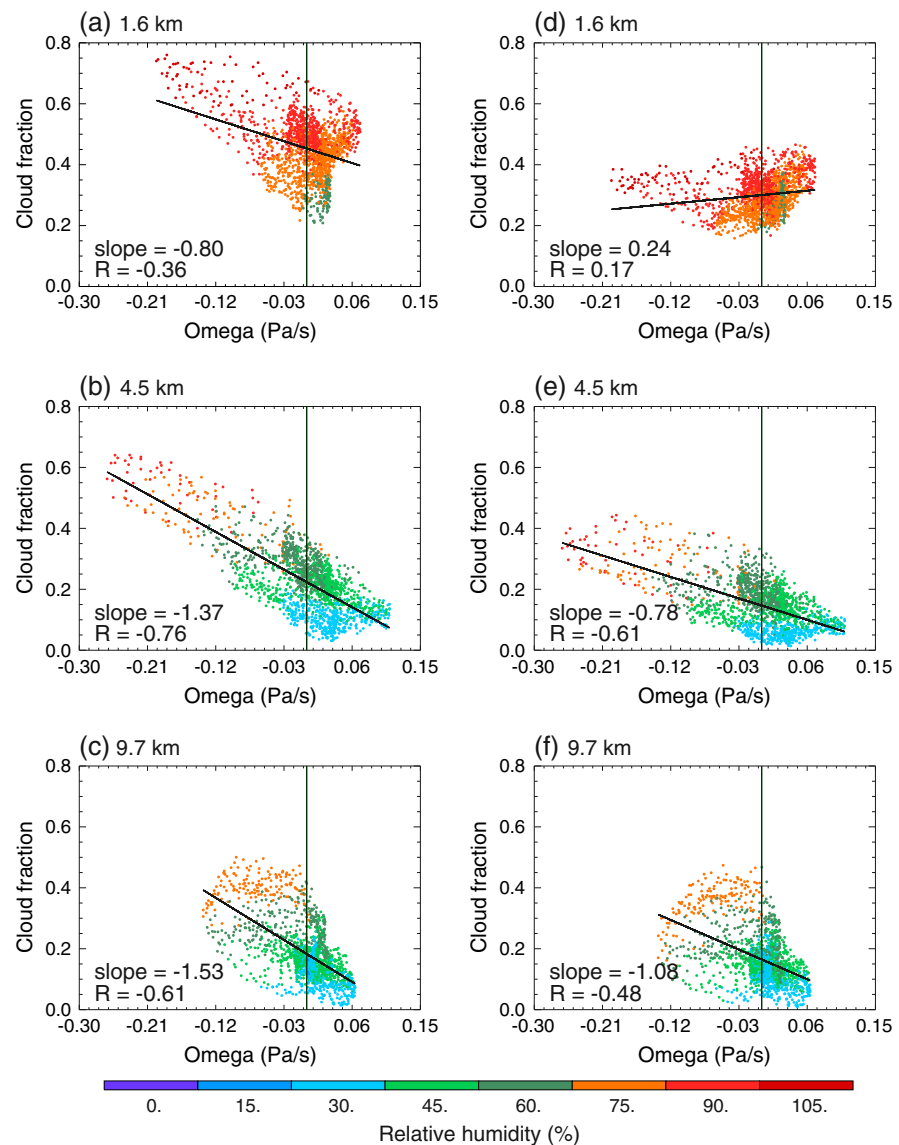 (a) 1.6 km
0.8
0.6
0.4
0.2
0.0
Cloud fraction
slope = -0.80
R = -0.36
-0.30 -0.21 -0.12 -0.03 0.06 0.15
Omega (Pa/s)
(d) 1.6 km
0.8
0.6
0.4
0.2
0.0
Cloud fraction
slope = 0.24
R = 0.17
-0.30 -0.21 -0.12 -0.03 0.06 0.15
Omega (Pa/s)
(b) 4.5 km
0.8
0.6
0.4
0.2
0.0
Cloud fraction
slope = -1.37
R = -0.76
-0.30 -0.21 -0.12 -0.03 0.06 0.15
Omega (Pa/s)
(e) 4.5 km
0.8
0.6
0.4
0.2
0.0
Cloud fraction
slope = -0.78
R = -0.61
-0.30 -0.21 -0.12 -0.03 0.06 0.15
Omega (Pa/s)
(c) 9.7 km
0.8
0.6
0.4
0.2
0.0
Cloud fraction
slope = -1.53
R = -0.61
-0.30 -0.21 -0.12 -0.03 0.06 0.15
Omega (Pa/s)
(f) 9.7 km
0.8
0.6
0.4
0.2
0.0
Cloud fraction
slope = -1.08
R = -0.48
-0.30 -0.21 -0.12 -0.03 0.06 0.15
Omega (Pa/s)
0. 15. 30. 45. 60. 75. 90. 105.
Relative humidity (%)